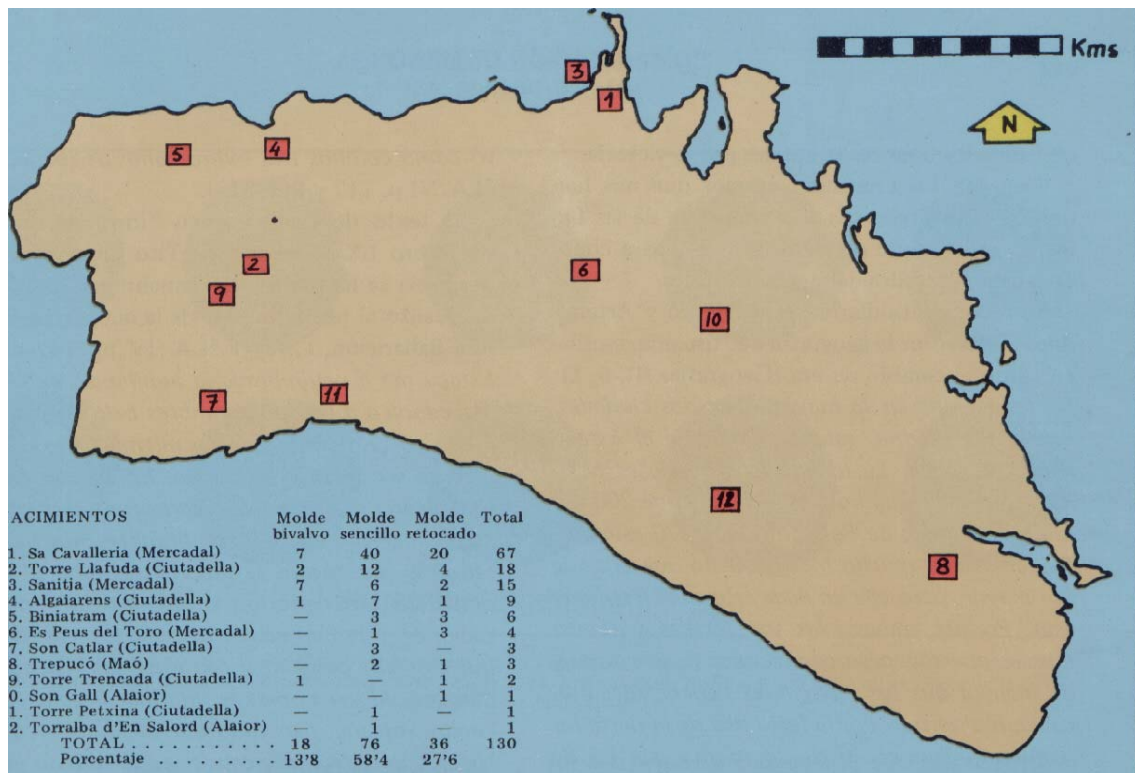 Kms
N
3
1
5
4
2
6
9
10
7
11
12
8
ACIMIENTOS Molde Molde Molde Total
bivalvo sencillo retocado
1. Sa Cavalleria (Mercadal) 7 40 20 67
2. Torre Llafuda (Ciutadella) 2 12 4 18
3. Sanitja (Mercadal) 7 6 2 15
4. Algaiarens (Ciutadella) 1 7 1 9
5. Biniatram (Ciutadella) — 3 3 6
6. Es Peus del Toro (Mercadal) — 1 3 4
7. Son Catlar (Ciutadella) — 3 — 3
8. Trepucó (Maó) — 2 1 3
9. Torre Trencada (Ciutadella) 1 — 1 2
0. Son Gall (Alaior) — — 1 1
1. Torre Petxina (Ciutadella) — 1 — 1
2. Torralba d'En Salord (Alaior) — 1 — 1
TOTAL . . . . . . . . . . . 18 76 36 130
Porcentaje . . . . . . . . . . 13'8 58'4 27'6